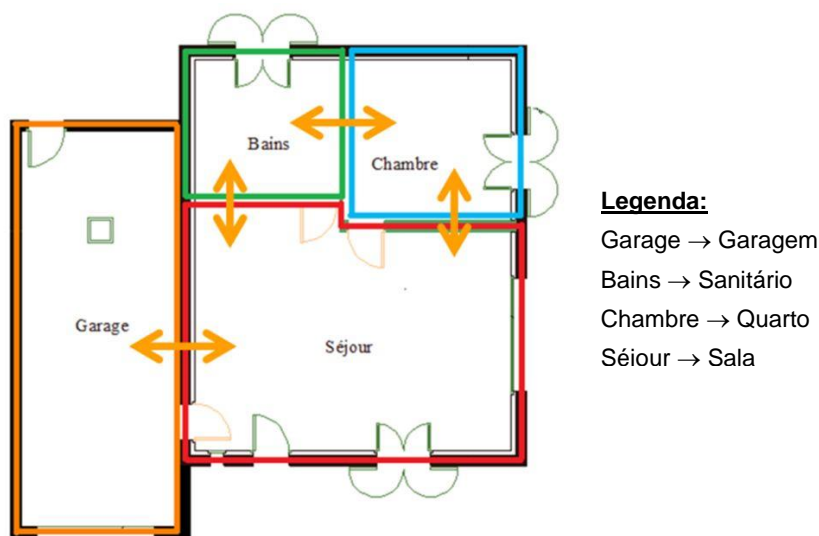 Bains
Chambre
Garage
Séjour
Legenda:
Garage → Garagem
Bains → Sanitário
Chambre → Quarto
Séiour → Sala